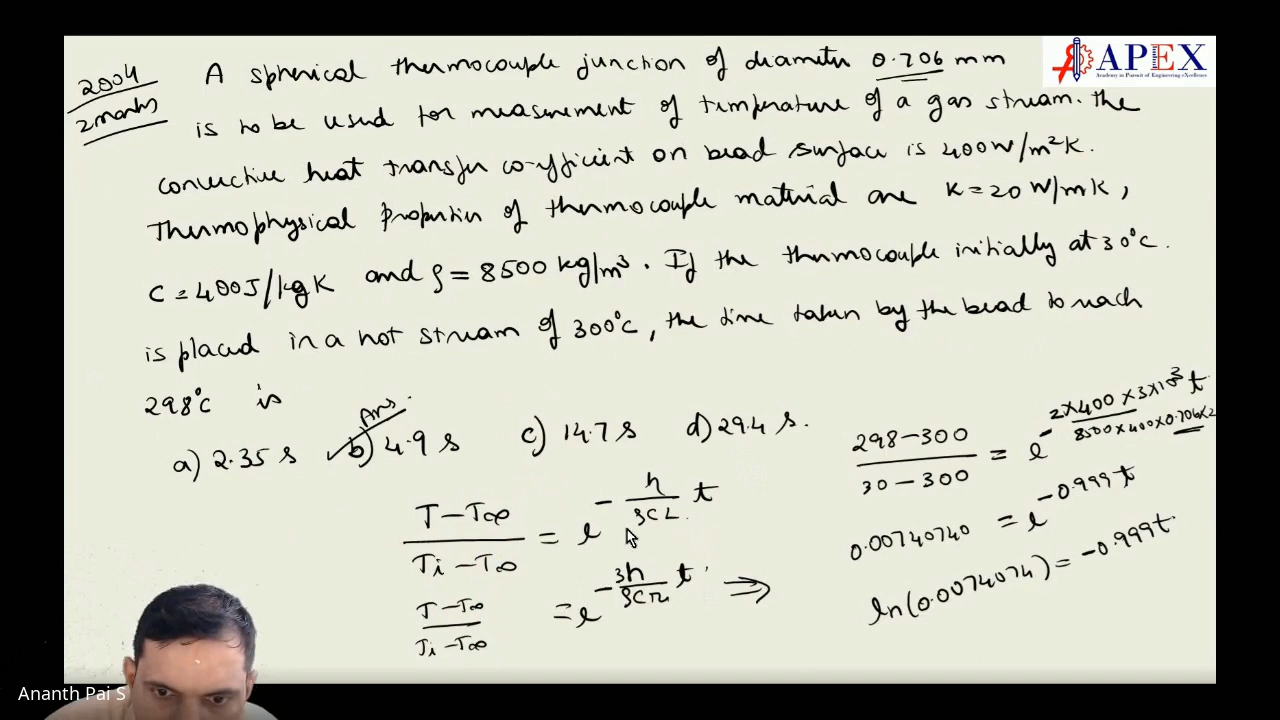 2004
2 marks
APEX
Academy in Pursuit of Engineering eXcellence
A spherical thermocouple junction of diameter 0.706 mm
is to be used for measurement of temperature of a gas stream. the
convective heat transfer co-efficient on bead surface is 400 W/m²K.
Thermophysical properties of thermocouple material are K = 20 W/mK,
C = 400J/kgK and ρ = 8500 kg/m³. If the thermocouple initially at 30°C.
is placed in a hot stream of 300°C, the time taken by the bead to reach
298°C is
Ans.
a) 2.35 s ✓b) 4.9 s c) 14.7 s d) 29.4 s.
T-T∞ / Ti-T∞ = e^(-h/ρCL t)
T-T∞ / Ti-T∞ = e^(-3h/ρCr t) ⇒
298-300 / 30-300 = e^(-2×400×3×10³ t / 8500×400×0.706×2
0.00740740 = e^(-0.999t)
ln(0.0074074) = -0.999t
Ananth Pai S